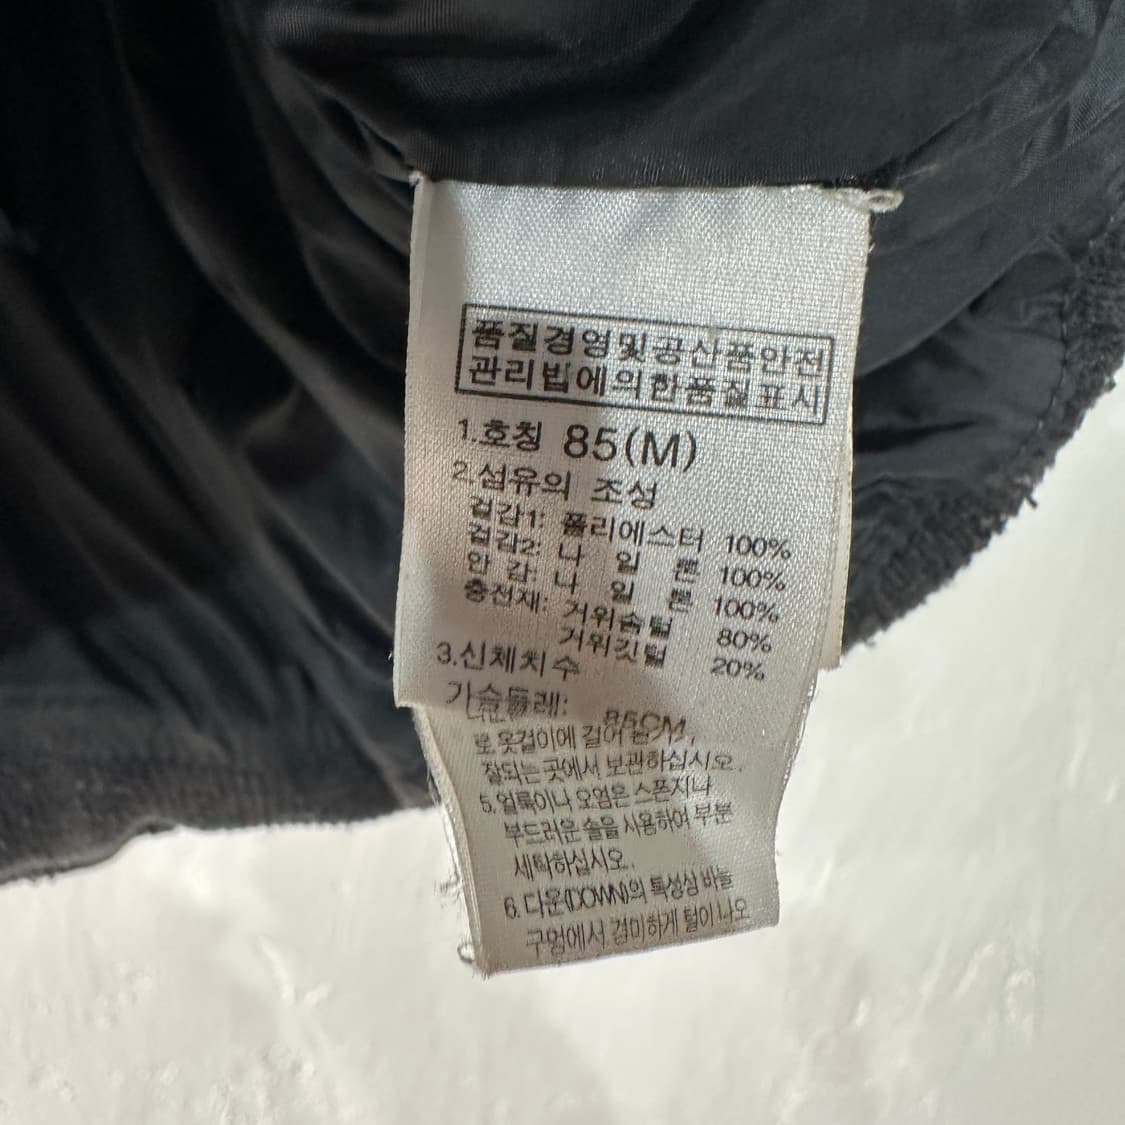 품질경영및공산품안전
관리법에의한품질표시
1.호칭 85(M)
2.섬유의 조성
겉감1: 폴리에스터 100%
겉감2: 나 일 론 100%
안 감: 나 일 론 100%
충전재: 거위솜털 80%
거위깃털 20%
3.신체치수
가슴둘레: 85CM
로 옷걸이에 걸어
잘되는 곳에서 보관하십시오.
5.얼룩이나 오염은 스폰지나
부드러운 솔을 사용하여 부분
세탁하십시오.
6.다운(DOWN)의 특성상 바늘
구멍에서 경미하게 털이 나오